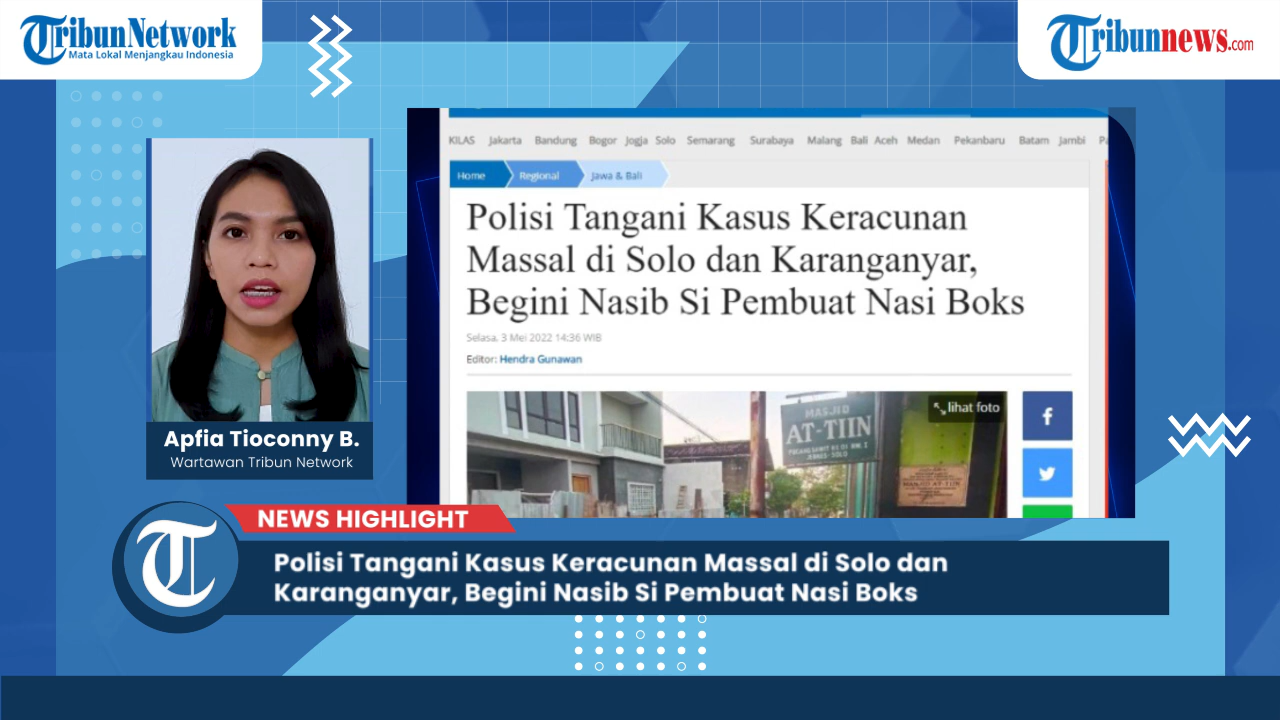 TribunNetwork
Mata Lokal Menjangkau Indonesia
Tribunnews.com
KILAS Jakarta Bandung Bogor Jogja Solo Semarang Surabaya Malang Bali Aceh Medan Pekanbaru Batam Jambi
Home Regional Jawa & Bali
Polisi Tangani Kasus Keracunan
Massal di Solo dan Karanganyar,
Begini Nasib Si Pembuat Nasi Boks
Selasa, 3 Mei 2022 14:36 WIB
Editor: Hendra Gunawan
lihat foto
MASJID
AT-TIIN
Apfia Tioconny B.
Wartawan Tribun Network
NEWS HIGHLIGHT
Polisi Tangani Kasus Keracunan Massal di Solo dan
Karanganyar, Begini Nasib Si Pembuat Nasi Boks